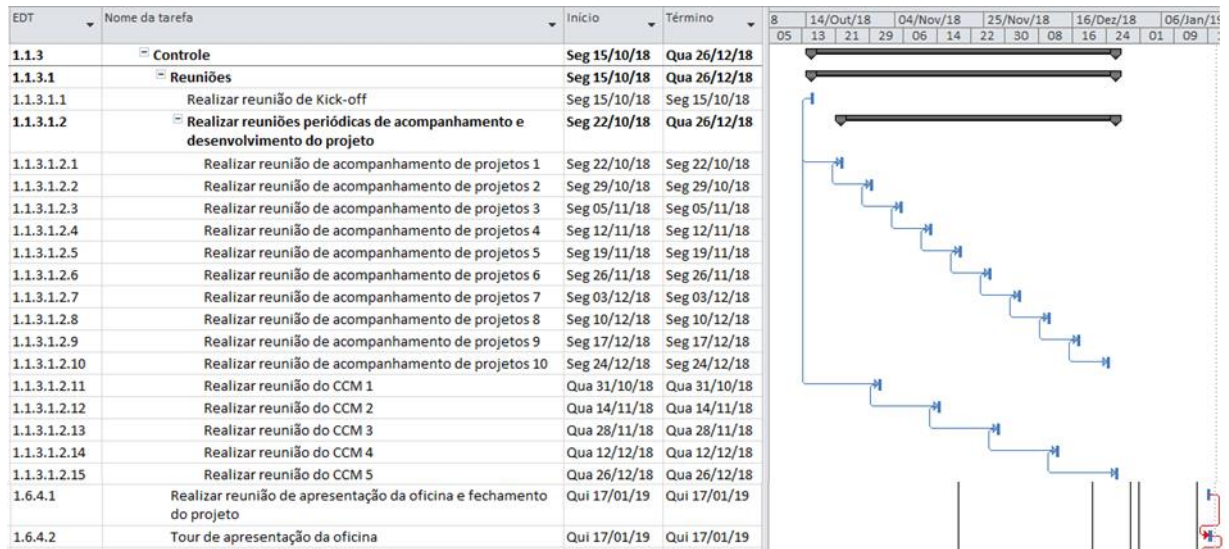 EDT Nome da tarefa Início Término 8 14/Out/18 04/Nov/18 25/Nov/18 16/Dez/18 06/Jan/19
05 13 21 29 06 14 22 30 08 16 24 01 09
1.1.3 Controle Seg 15/10/18 Qua 26/12/18
1.1.3.1 Reuniões Seg 15/10/18 Qua 26/12/18
1.1.3.1.1 Realizar reunião de Kick-off Seg 15/10/18 Seg 15/10/18
1.1.3.1.2 Realizar reuniões periódicas de acompanhamento e Seg 22/10/18 Qua 26/12/18
desenvolvimento do projeto
1.1.3.1.2.1 Realizar reunião de acompanhamento de projetos 1 Seg 22/10/18 Seg 22/10/18
1.1.3.1.2.2 Realizar reunião de acompanhamento de projetos 2 Seg 29/10/18 Seg 29/10/18
1.1.3.1.2.3 Realizar reunião de acompanhamento de projetos 3 Seg 05/11/18 Seg 05/11/18
1.1.3.1.2.4 Realizar reunião de acompanhamento de projetos 4 Seg 12/11/18 Seg 12/11/18
1.1.3.1.2.5 Realizar reunião de acompanhamento de projetos 5 Seg 19/11/18 Seg 19/11/18
1.1.3.1.2.6 Realizar reunião de acompanhamento de projetos 6 Seg 26/11/18 Seg 26/11/18
1.1.3.1.2.7 Realizar reunião de acompanhamento de projetos 7 Seg 03/12/18 Seg 03/12/18
1.1.3.1.2.8 Realizar reunião de acompanhamento de projetos 8 Seg 10/12/18 Seg 10/12/18
1.1.3.1.2.9 Realizar reunião de acompanhamento de projetos 9 Seg 17/12/18 Seg 17/12/18
1.1.3.1.2.10 Realizar reunião de acompanhamento de projetos 10 Seg 24/12/18 Seg 24/12/18
1.1.3.1.2.11 Realizar reunião do CCM 1 Qua 31/10/18 Qua 31/10/18
1.1.3.1.2.12 Realizar reunião do CCM 2 Qua 14/11/18 Qua 14/11/18
1.1.3.1.2.13 Realizar reunião do CCM 3 Qua 28/11/18 Qua 28/11/18
1.1.3.1.2.14 Realizar reunião do CCM 4 Qua 12/12/18 Qua 12/12/18
1.1.3.1.2.15 Realizar reunião do CCM 5 Qua 26/12/18 Qua 26/12/18
1.6.4.1 Realizar reunião de apresentação da oficina e fechamento Qui 17/01/19 Qui 17/01/19
do projeto
1.6.4.2 Tour de apresentação da oficina Qui 17/01/19 Qui 17/01/19